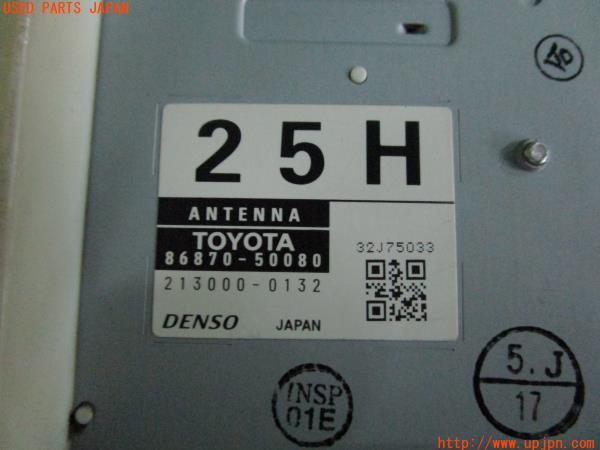 USED PARTS JAPAN
25H
ANTENNA
TOYOTA
86870-50080
213000-0132
32J75033
DENSO JAPAN
INSP
01E
5.J
17
http://www.upjpn.com